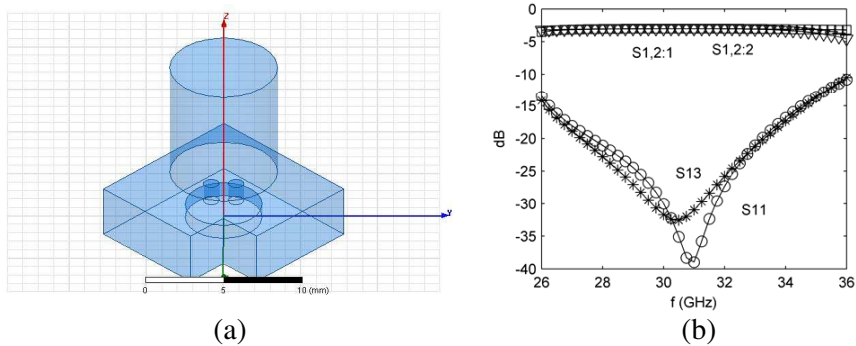 Z
Y
0 5 10 (mm)
(a)
0
-5
-10
-15
-20
-25
-30
-35
-40
dB
S1,2:1 S1,2:2
S13
S11
26 28 30 32 34 36
f (GHz)
(b)